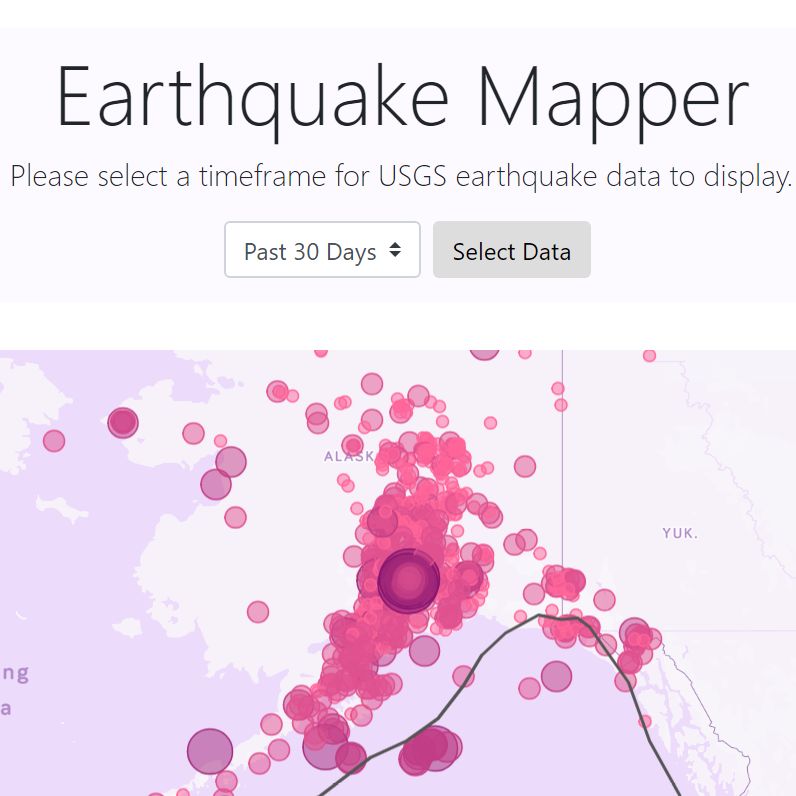 Earthquake Mapper
Please select a timeframe for USGS earthquake data to display.
Past 30 Days
Select Data
ALASK
YUK.
ng
a